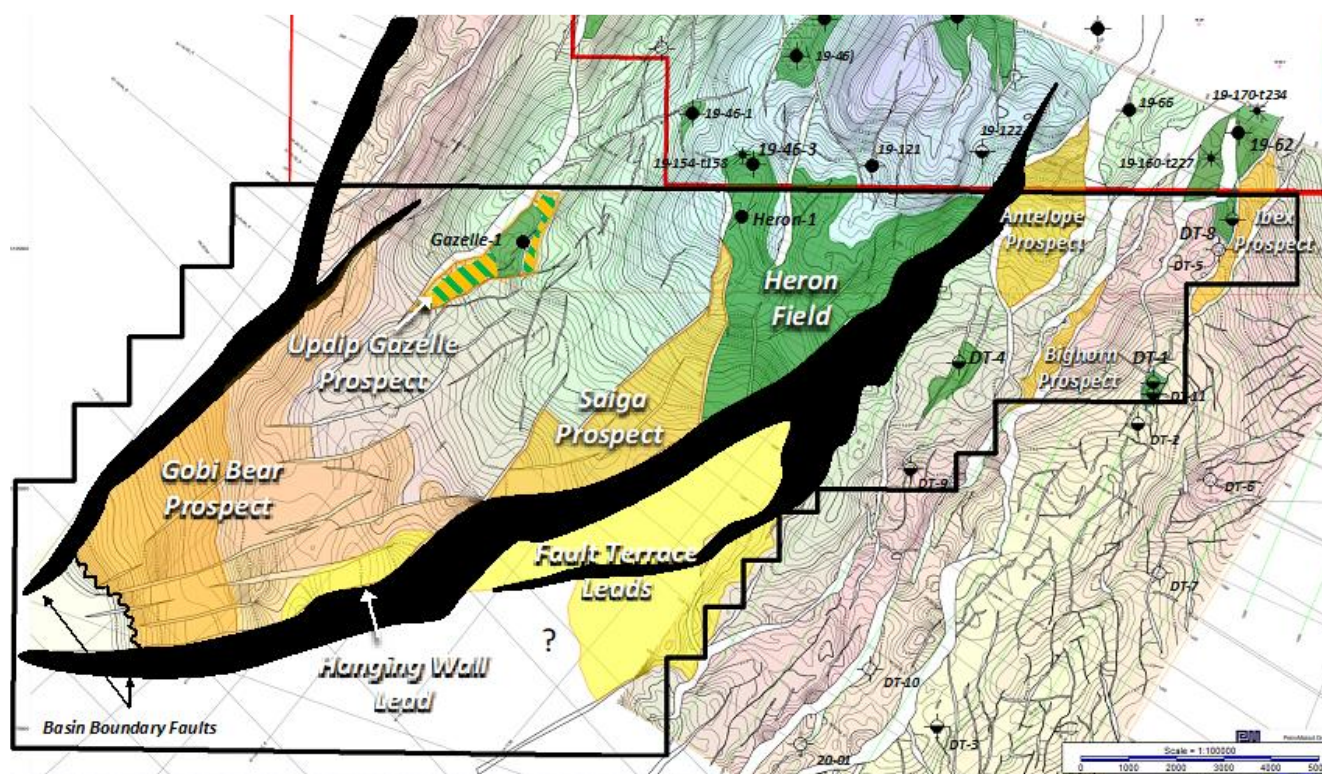 19-46j
19-46-1
19-66
19-170-t234
19-122
19-62
19-154-t158
19-46-3
19-121
19-160-t227
Heron-1
Antelope
Prospect
Ibex
Prospect
DT-8
DT-5
Gazelle-1
Heron
Field
Updip Gazelle
Prospect
DT-4
DT-1
Bighorn
Prospect
DT-11
Saiga
Prospect
DT-2
Gobi Bear
Prospect
DT-9
DT-6
Fault Terrace
Leads
DT-7
?
Hanging Wall
Lead
DT-10
Basin Boundary Faults
DT-3
20-01
Scale = 1:100000
0 1000 2000 3000 4000